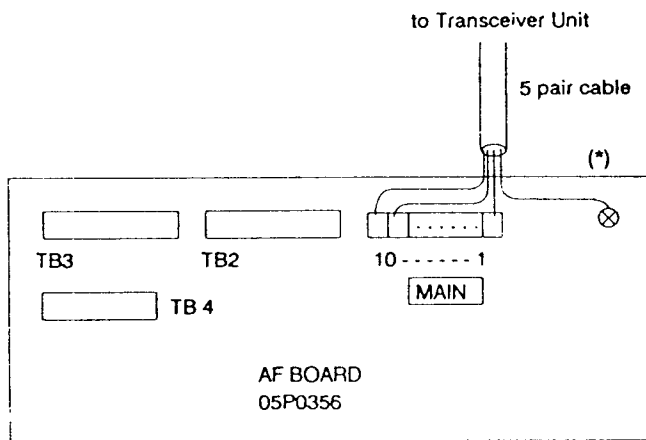 to Transceiver Unit
5 pair cable
(*)
TB3
TB2
10 - - - - - - 1
MAIN
TB 4
AF BOARD
05P0356